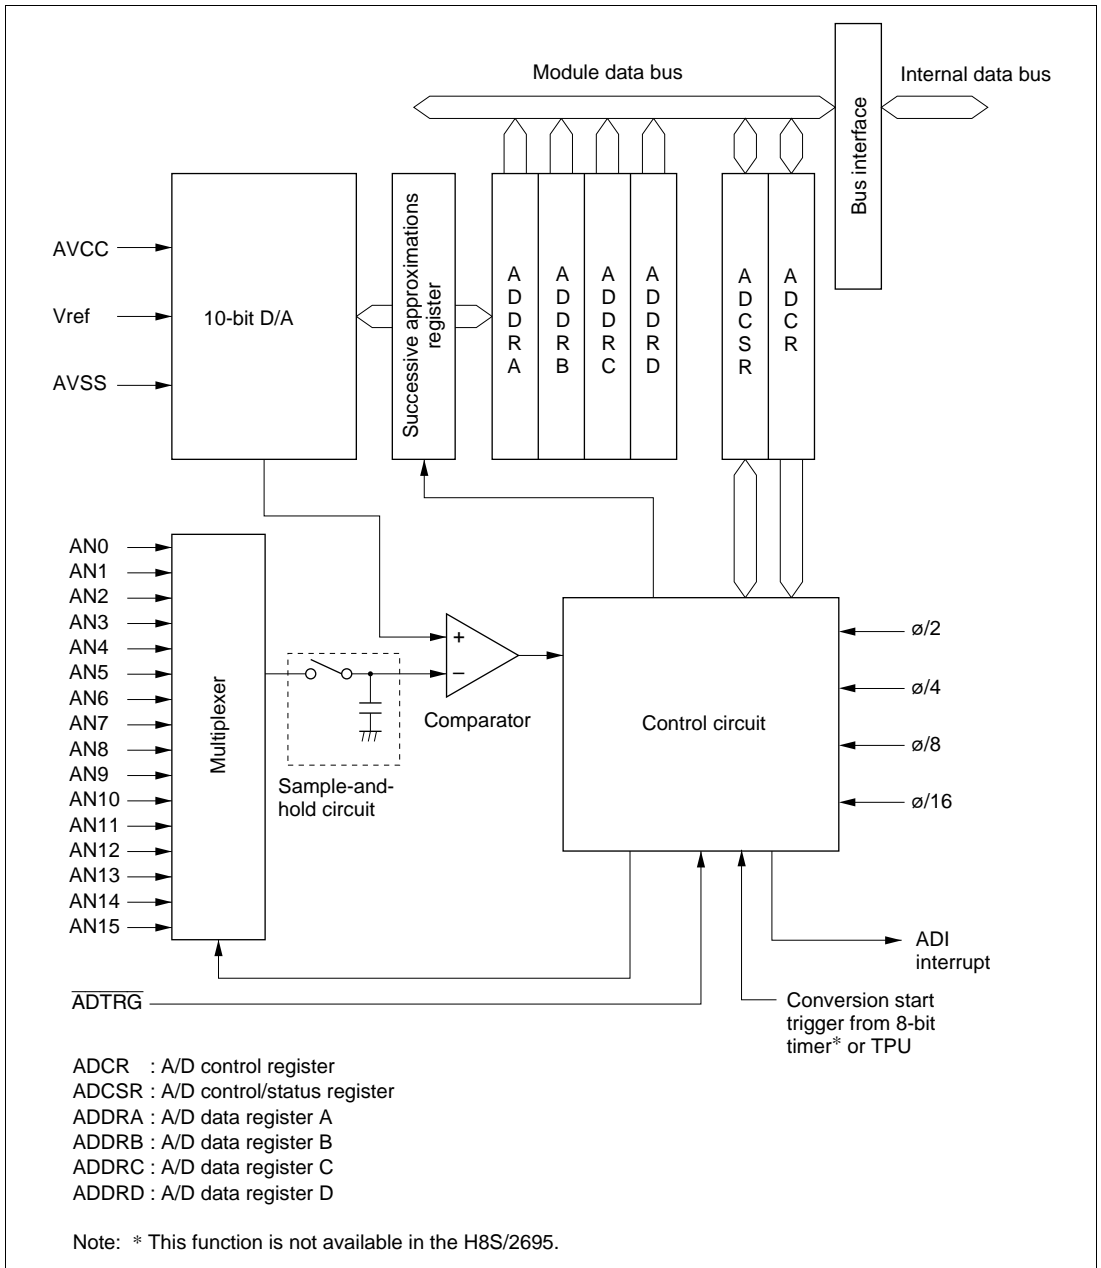 Module data bus
Internal data bus
Bus interface
AVCC
Vref
AVSS
10-bit D/A
Successive approximations
register
ADDRA
ADDRB
ADDRC
ADDRD
ADCSR
ADCR
AN0
AN1
AN2
AN3
AN4
AN5
AN6
AN7
AN8
AN9
AN10
AN11
AN12
AN13
AN14
AN15
Multiplexer
+
−
Comparator
Sample-and-
hold circuit
Control circuit
ø/2
ø/4
ø/8
ø/16
ADI
interrupt
ADTRG
Conversion start
trigger from 8-bit
timer* or TPU
ADCR : A/D control register
ADCSR : A/D control/status register
ADDRA : A/D data register A
ADDRB : A/D data register B
ADDRC : A/D data register C
ADDRD : A/D data register D
Note: * This function is not available in the H8S/2695.